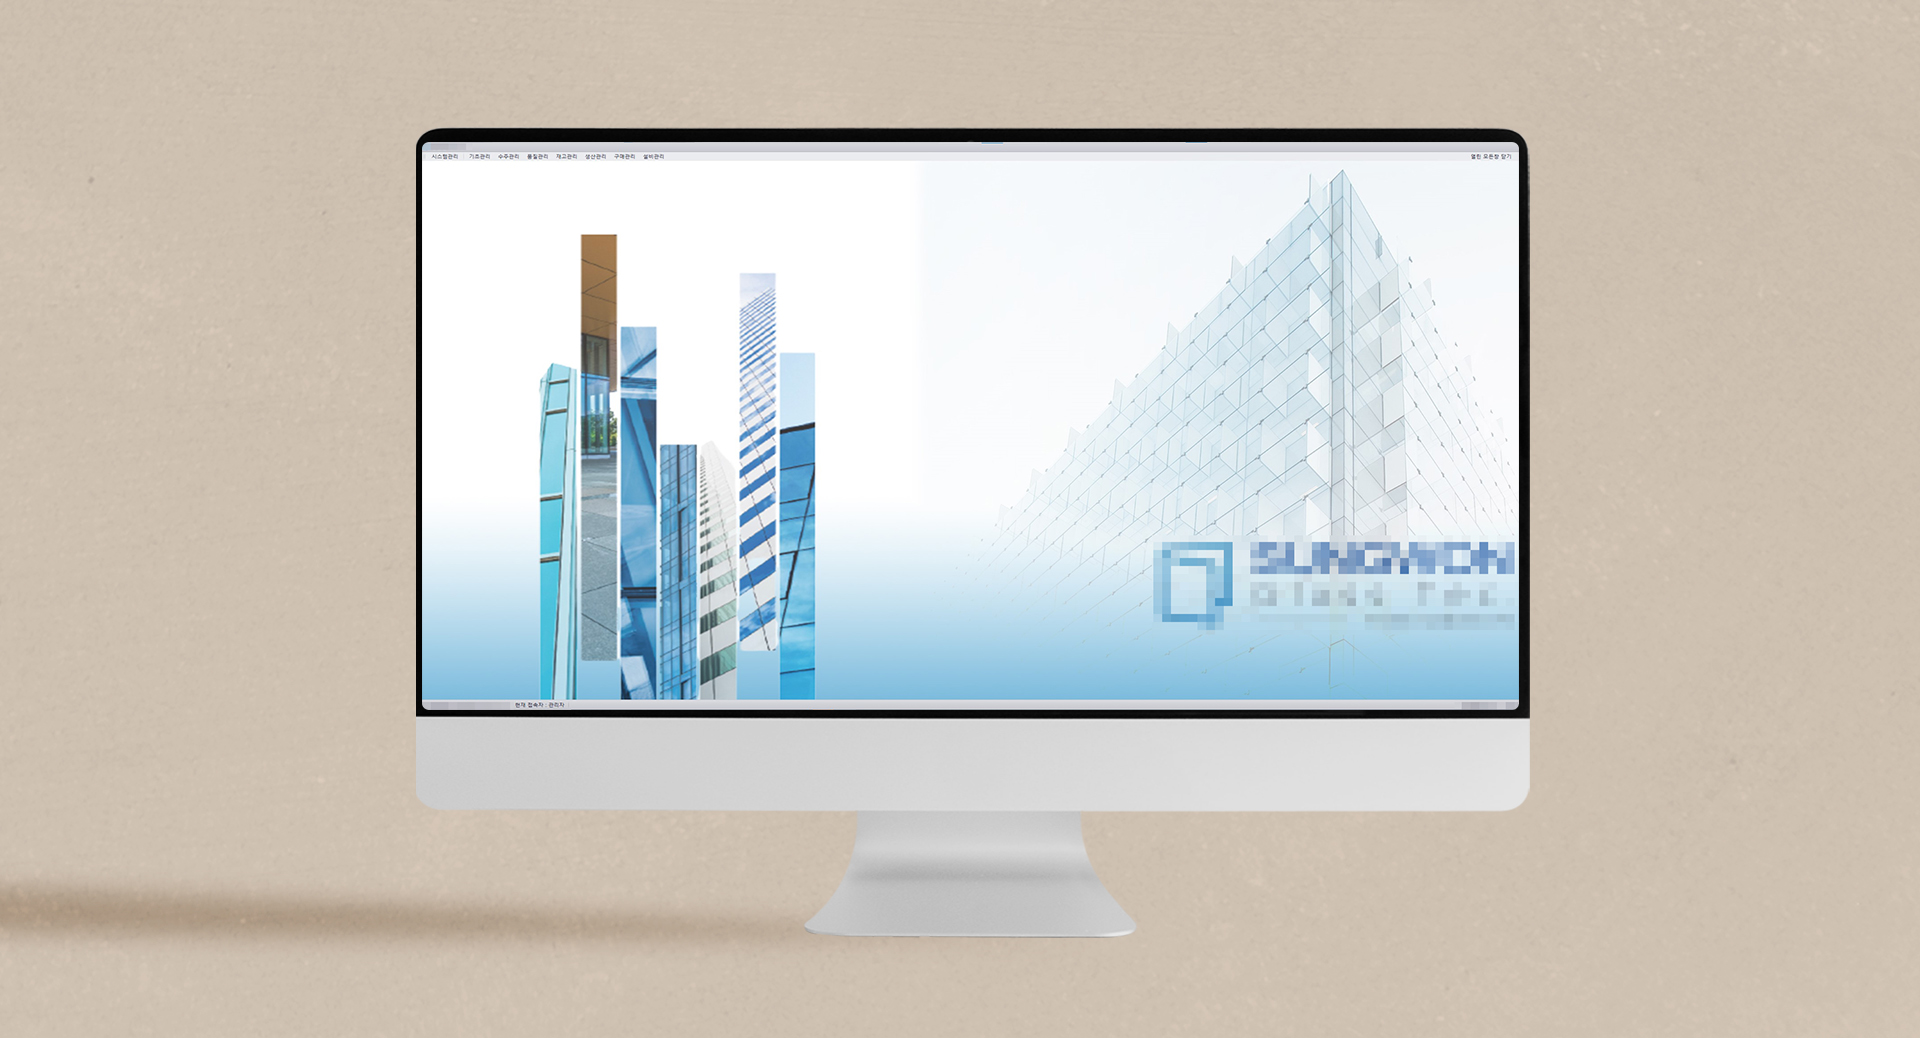 시스템관리 기초관리 수주관리 품질관리 재고관리 생산관리 구매관리 설비관리
열린 모든창 닫기
SUNGWON
Glass Tec.
현재 접속자 : 관리자